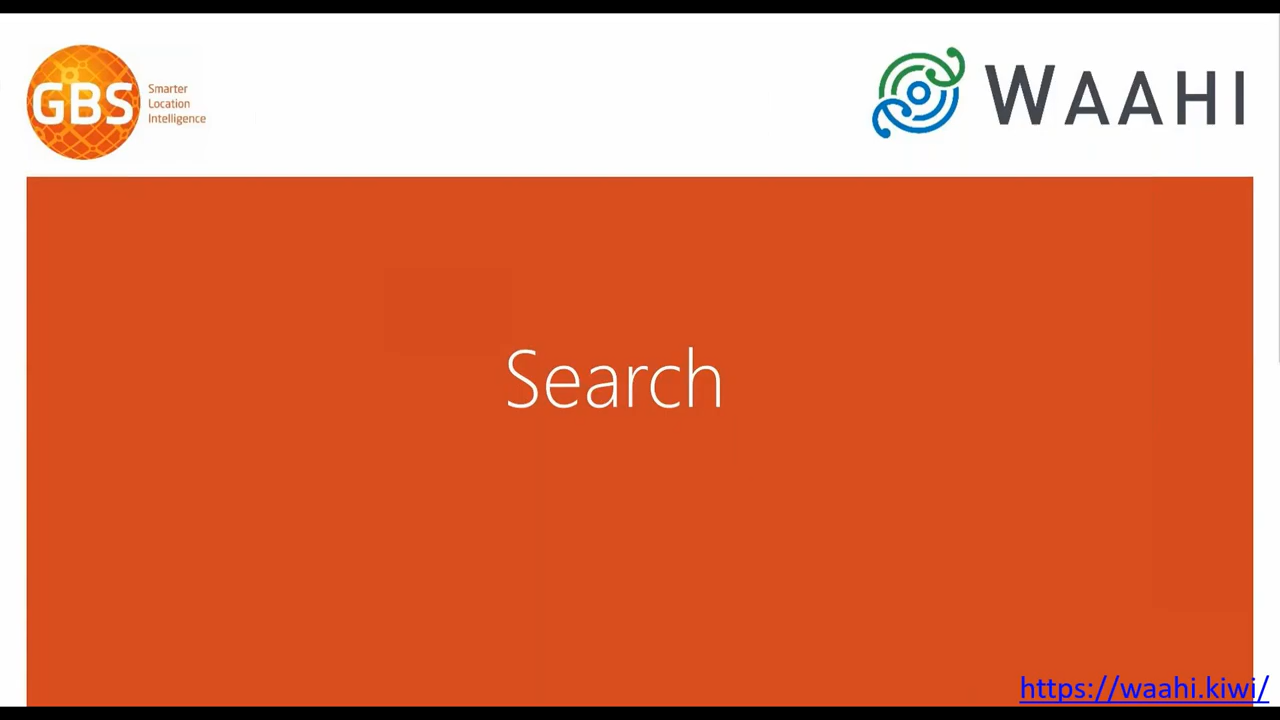 GBS
Smarter
Location
Intelligence
WAAHI
Search
https://waahi.kiwi/